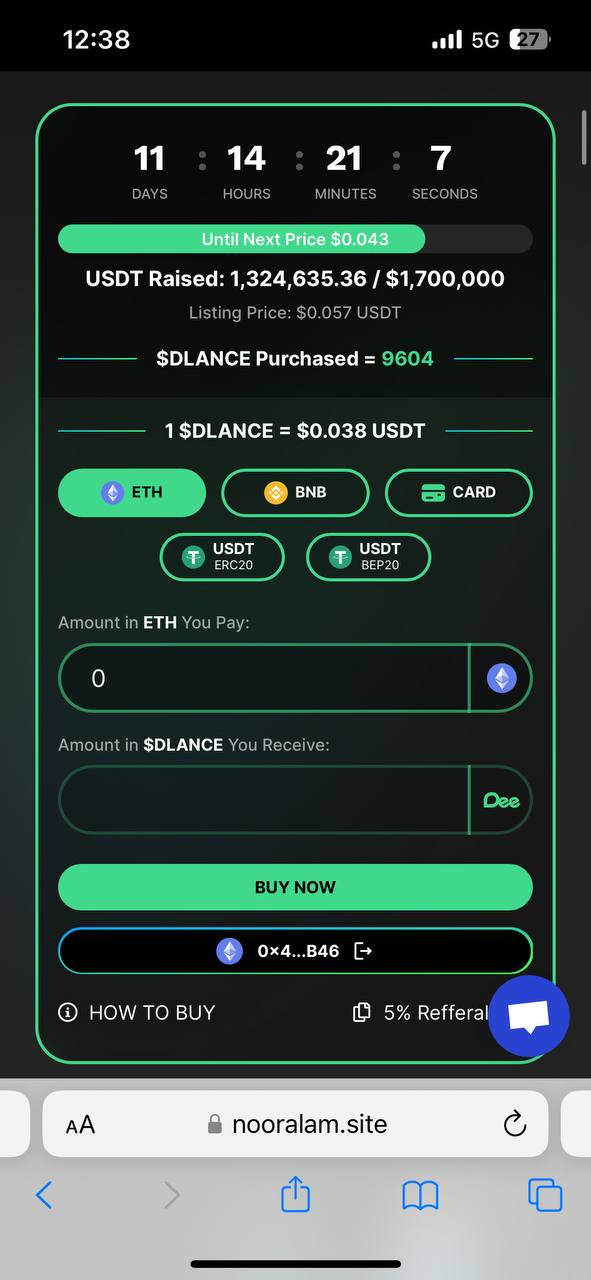 12:38 5G 27
11 : 14 : 21 : 7
DAYS HOURS MINUTES SECONDS
Until Next Price $0.043
USDT Raised: 1,324,635.36 / $1,700,000
Listing Price: $0.057 USDT
$DLANCE Purchased = 9604
1 $DLANCE = $0.038 USDT
ETH BNB CARD
USDT USDT
ERC20 BEP20
Amount in ETH You Pay:
0
Amount in $DLANCE You Receive:
Dee
BUY NOW
0×4...B46
HOW TO BUY 5% Refferal
AA nooralam.site